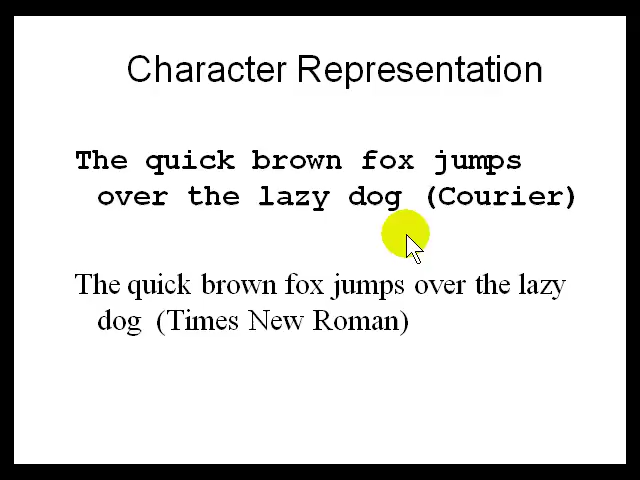 Character Representation
The quick brown fox jumps
over the lazy dog (Courier)
The quick brown fox jumps over the lazy
dog (Times New Roman)